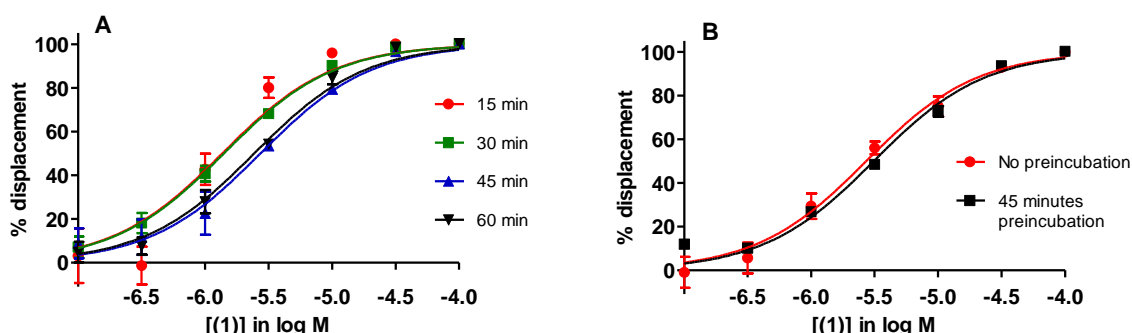 A
% displacement
100
80
60
40
20
0
-6.5 -6.0 -5.5 -5.0 -4.5 -4.0
[(1)] in log M
15 min
30 min
45 min
60 min
B
% displacement
100
80
60
40
20
0
-6.5 -6.0 -5.5 -5.0 -4.5 -4.0
[(1)] in log M
No preincubation
45 minutes
preincubation